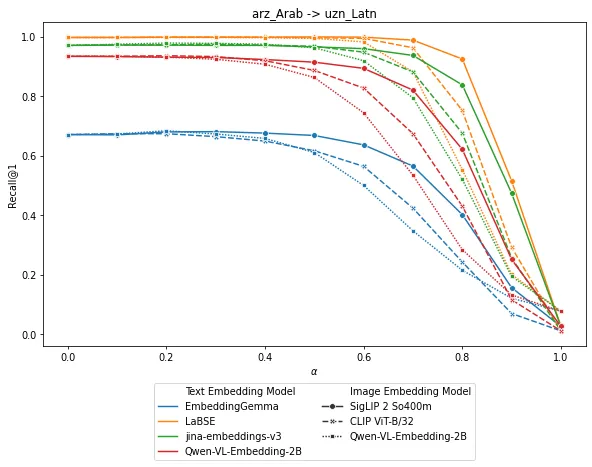 arz_Arab -> uzn_Latn
Recall@1
1.0
0.8
0.6
0.4
0.2
0.0
0.0 0.2 0.4 0.6 0.8 1.0
α
Text Embedding Model
EmbeddingGemma
LaBSE
jina-embeddings-v3
Qwen-VL-Embedding-2B
Image Embedding Model
SigLIP 2 So400m
CLIP ViT-B/32
Qwen-VL-Embedding-2B